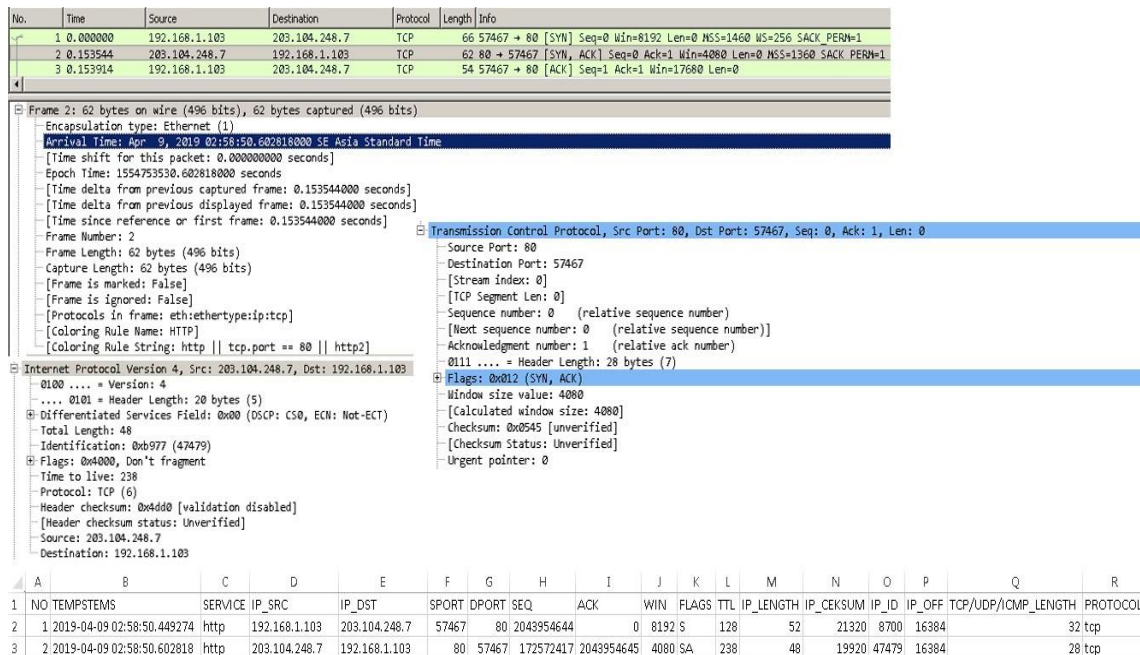 No. Time Source Destination Protocol Length Info
1 0.000000 192.168.1.103 203.104.248.7 TCP 66 57467 → 80 [SYN] Seq=0 Win=8192 Len=0 MSS=1460 WS=256 SACK_PERM=1
2 0.153544 203.104.248.7 192.168.1.103 TCP 62 80 → 57467 [SYN, ACK] Seq=0 Ack=1 Win=4080 Len=0 MSS=1360 SACK_PERM=1
3 0.153914 192.168.1.103 203.104.248.7 TCP 54 57467 → 80 [ACK] Seq=1 Ack=1 Win=17680 Len=0
Frame 2: 62 bytes on wire (496 bits), 62 bytes captured (496 bits)
Encapsulation type: Ethernet (1)
Arrival Time: Apr 9, 2019 02:58:50.602818000 SE Asia Standard Time
[Time shift for this packet: 0.000000000 seconds]
Epoch Time: 1554753530.602818000 seconds
[Time delta from previous captured frame: 0.153544000 seconds]
[Time delta from previous displayed frame: 0.153544000 seconds]
[Time since reference or first frame: 0.153544000 seconds]
Frame Number: 2
Frame Length: 62 bytes (496 bits)
Capture Length: 62 bytes (496 bits)
[Frame is marked: False]
[Frame is ignored: False]
[Protocols in frame: eth:ethertype:ip:tcp]
[Coloring Rule Name: HTTP]
[Coloring Rule String: http || tcp.port == 80 || http2]
Internet Protocol Version 4, Src: 203.104.248.7, Dst: 192.168.1.103
0100 .... = Version: 4
.... 0101 = Header Length: 20 bytes (5)
Differentiated Services Field: 0x00 (DSCP: CS0, ECN: Not-ECT)
Total Length: 48
Identification: 0xb977 (47479)
Flags: 0x4000, Don't fragment
Time to live: 238
Protocol: TCP (6)
Header checksum: 0x4dd0 [validation disabled]
[Header checksum status: Unverified]
Source: 203.104.248.7
Destination: 192.168.1.103
Transmission Control Protocol, Src Port: 80, Dst Port: 57467, Seq: 0, Ack: 1, Len: 0
Source Port: 80
Destination Port: 57467
[Stream index: 0]
[TCP Segment Len: 0]
Sequence number: 0 (relative sequence number)
[Next sequence number: 0 (relative sequence number)]
Acknowledgment number: 1 (relative ack number)
0111 .... = Header Length: 28 bytes (7)
Flags: 0x012 (SYN, ACK)
Window size value: 4080
[Calculated window size: 4080]
Checksum: 0x0545 [unverified]
[Checksum Status: Unverified]
Urgent pointer: 0
A B C D E F G H I J K L M N O P Q R
1 NO TEMPSTEMS SERVICE IP_SRC IP_DST SPORT DPORT SEQ ACK WIN FLAGS TTL IP_LENGTH IP_CEKSUM IP_ID IP_OFF TCP/UDP/ICMP_LENGTH PROTOCOL
2 1 2019-04-09 02:58:50.449274 http 192.168.1.103 203.104.248.7 57467 80 2043954644 0 8192 S 128 52 21320 8700 16384 32 tcp
3 2 2019-04-09 02:58:50.602818 http 203.104.248.7 192.168.1.103 80 57467 172572417 2043954645 4080 SA 238 48 19920 47479 16384 28 tcp